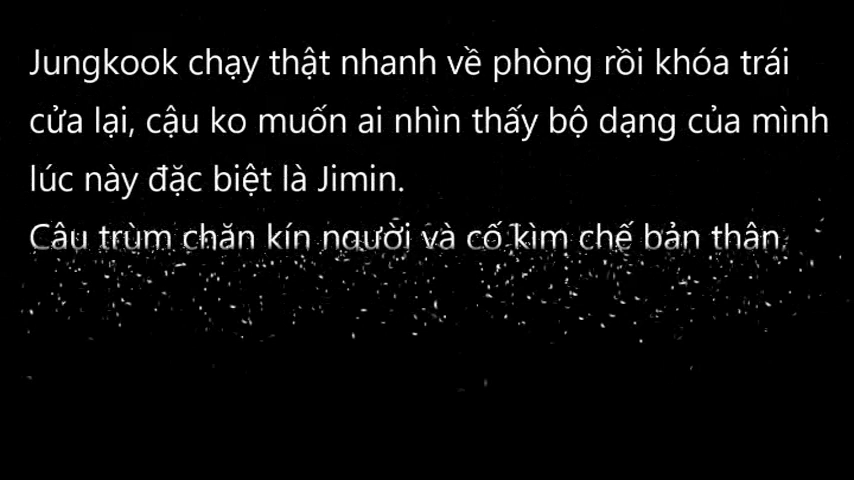 Jungkook chạy thật nhanh về phòng rồi khóa trái
cửa lại, cậu ko muốn ai nhìn thấy bộ dạng của mình
lúc này đặc biệt là Jimin.
Cậu trùm chăn kín người và cố kìm chế bản thân.